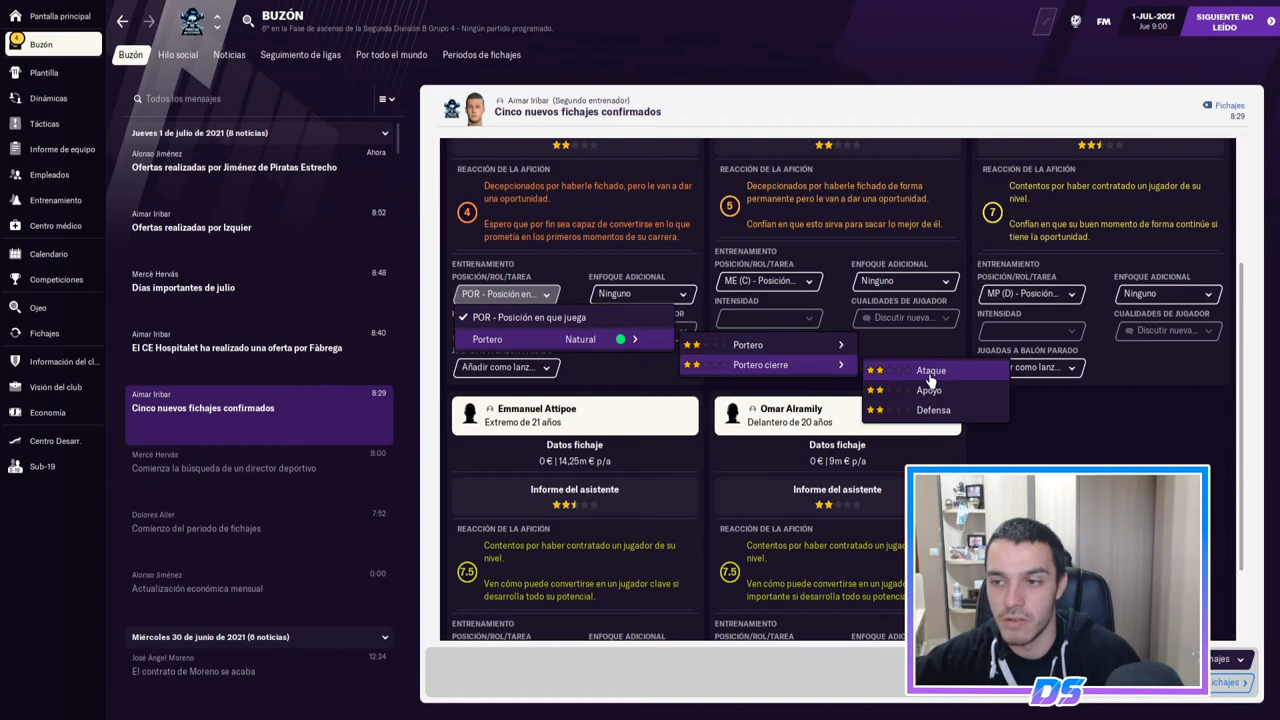 Pantalla principal
4
Buzón
Plantilla
Dinámicas
Tácticas
Informe de equipo
Empleados
Entrenamiento
Centro médico
Calendario
Competiciones
Ojeo
Fichajes
Información del cl...
Visión del club
Economía
Centro Desarr.
Sub-19
BUZÓN
6º en la Fase de ascenso de la Segunda División B Grupo 4 - Ningún partido programado.
FM
1-JUL-2021
Jue 9:00
SIGUIENTE NO LEÍDO
Buzón
Hilo social
Noticias
Seguimiento de ligas
Por todo el mundo
Periodos de fichajes
Todos los mensajes
Jueves 1 de julio de 2021 (8 noticias)
Alonso Jiménez
Ahora
Ofertas realizadas por Jiménez de Piratas Estrecho
Aimar Iribar
8:52
Ofertas realizadas por Izquier
Mercè Hervás
8:48
Días importantes de julio
Aimar Iribar
8:40
El CE Hospitalet ha realizado una oferta por Fàbrega
Aimar Iribar
8:29
Cinco nuevos fichajes confirmados
Mercè Hervás
8:00
Comienza la búsqueda de un director deportivo
Dolores Aller
7:52
Comienzo del periodo de fichajes
Alonso Jiménez
0:00
Actualización económica mensual
Miércoles 30 de junio de 2021 (6 noticias)
José Ángel Moreno
12:24
El contrato de Moreno se acaba
Aimar Iribar (Segundo entrenador)
Cinco nuevos fichajes confirmados
Fichajes
8:29
REACCIÓN DE LA AFICIÓN
4
Decepcionados por haberle fichado, pero le van a dar
una oportunidad.
Espero que por fin sea capaz de convertirse en lo que
prometía en los primeros momentos de su carrera.
ENTRENAMIENTO
POSICIÓN/ROL/TAREA
ENFOQUE ADICIONAL
POR - Posición en...
Ninguno
POR - Posición en que juega
Portero
Natural
Portero
Portero cierre
Ataque
Apoyo
Defensa
Añadir como lanz...
REACCIÓN DE LA AFICIÓN
5
Decepcionados por haberle fichado de forma
permanente pero le van a dar una oportunidad.
Confían en que esto sirva para sacar lo mejor de él.
ENTRENAMIENTO
POSICIÓN/ROL/TAREA
ENFOQUE ADICIONAL
ME (C) - Posición...
Ninguno
INTENSIDAD
CUALIDADES DE JUGADOR
Discutir nueva...
REACCIÓN DE LA AFICIÓN
7
Contentos por haber contratado un jugador de su
nivel.
Confían en que su buen momento de forma continúe si
tiene la oportunidad.
ENTRENAMIENTO
POSICIÓN/ROL/TAREA
ENFOQUE ADICIONAL
MP (D) - Posición...
Ninguno
INTENSIDAD
CUALIDADES DE JUGADOR
Discutir nueva...
JUGADAS A BALÓN PARADO
como lanz...
Emmanuel Attipoe
Extremo de 21 años
Datos fichaje
0 € | 14,25m € p/a
Informe del asistente
REACCIÓN DE LA AFICIÓN
7.5
Contentos por haber contratado un jugador de su
nivel.
Ven cómo puede convertirse en un jugador clave si
desarrolla todo su potencial.
ENTRENAMIENTO
POSICIÓN/ROL/TAREA
ENFOQUE ADICIONAL
Omar Alramily
Delantero de 20 años
Datos fichaje
0 € | 9m € p/a
Informe del asistente
REACCIÓN DE LA AFICIÓN
7.5
Contentos por haber contratado un
nivel.
Ven cómo puede convertirse en un
importante si desarrolla todo su
ENTRENAMIENTO
POSICIÓN/ROL/TAREA
DS